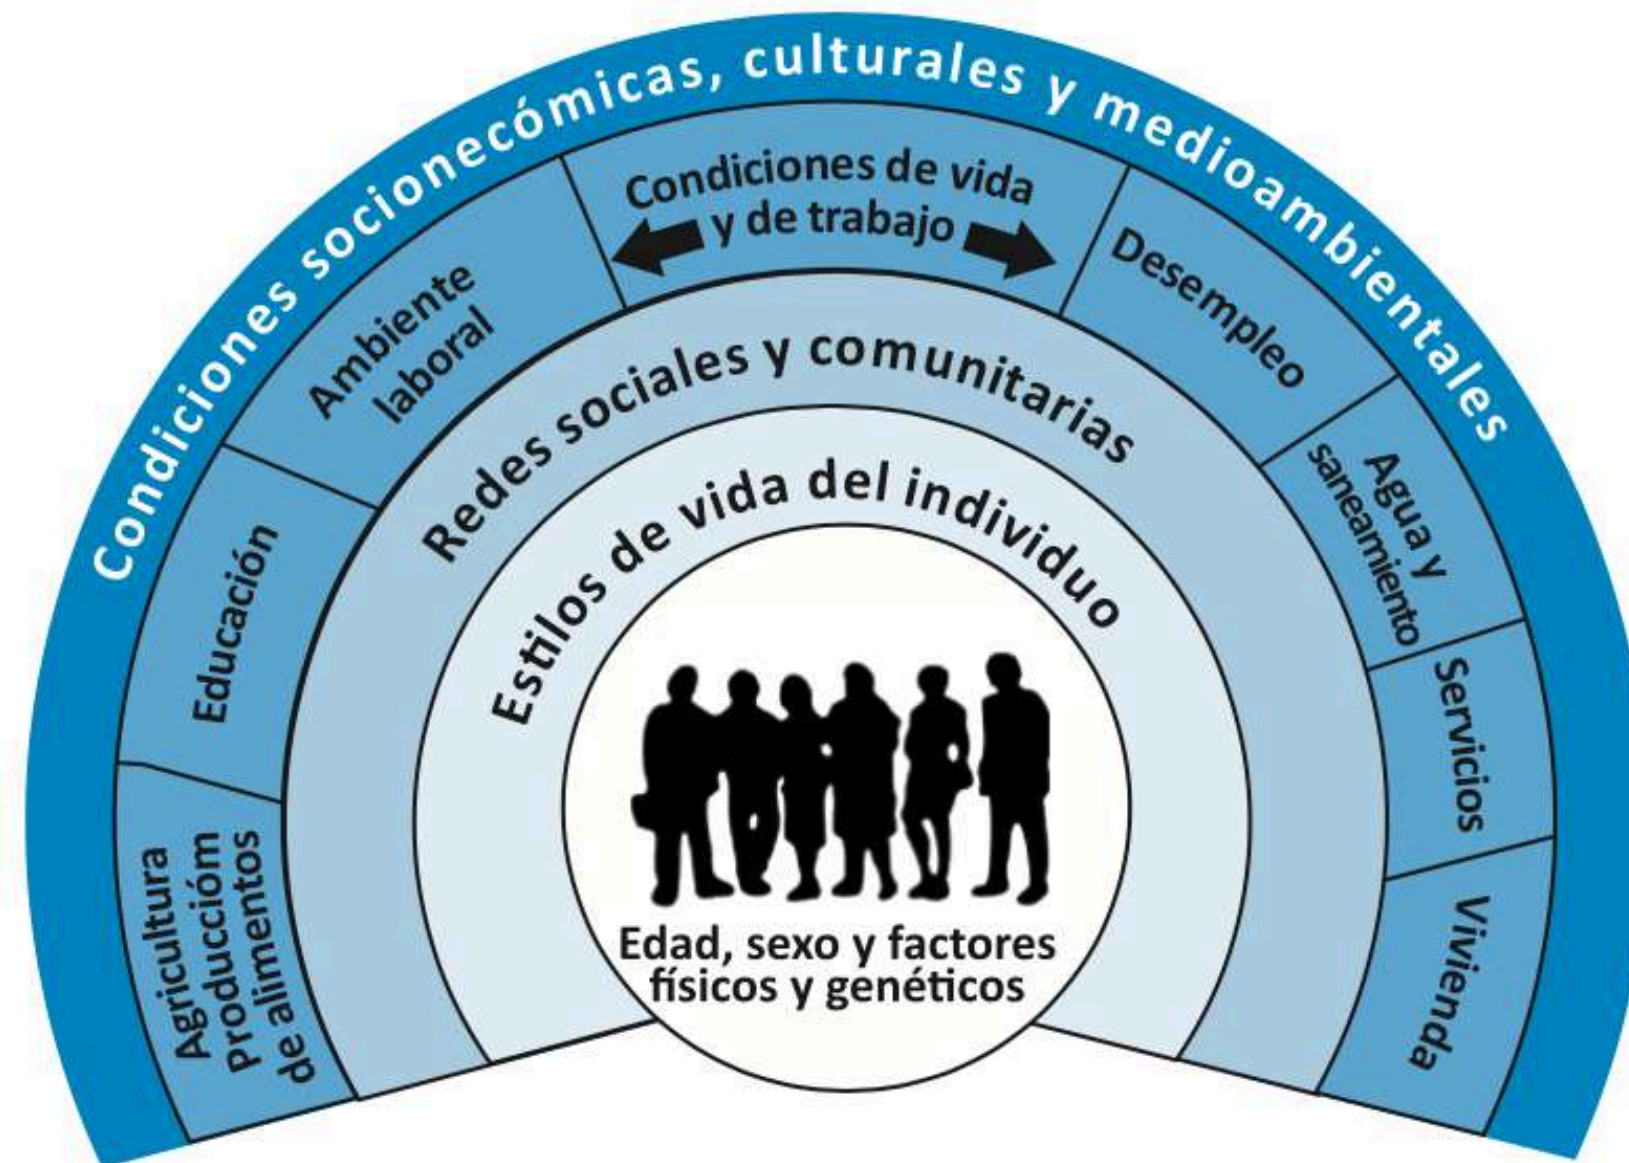 Condiciones socionecómicas, culturales y medioambientales
Condiciones de vida
y de trabajo
Agricultura
Produccióm
de alimentos
Educación
Ambiente
laboral
Desempleo
Agua y
saneamiento
Servicios
Vivienda
Redes sociales y comunitarias
Estilos de vida del individuo
Edad, sexo y factores
físicos y genéticos